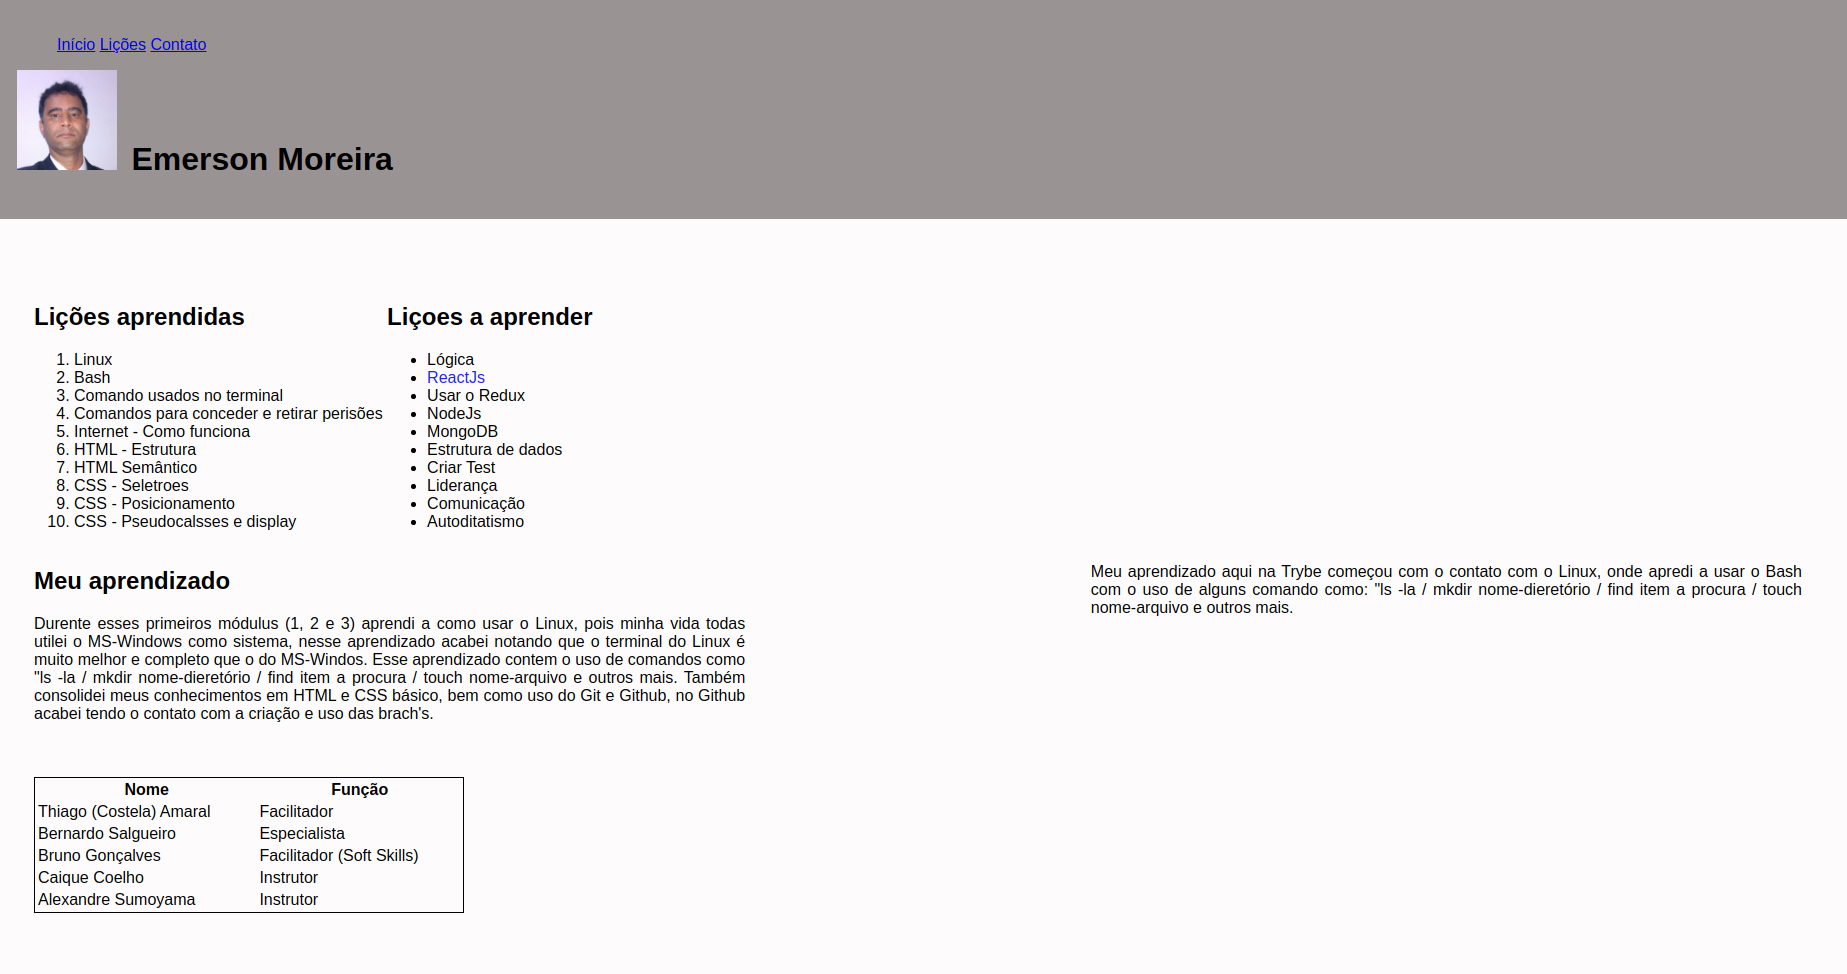 Início Lições Contato
Emerson Moreira
Lições aprendidas
1. Linux
2. Bash
3. Comando usados no terminal
4. Comandos para conceder e retirar perisões
5. Internet - Como funciona
6. HTML - Estrutura
7. HTML Semântico
8. CSS - Seletroes
9. CSS - Posicionamento
10. CSS - Pseudocalsses e display
Liçoes a aprender
• Lógica
• ReactJs
• Usar o Redux
• NodeJs
• MongoDB
• Estrutura de dados
• Criar Test
• Liderança
• Comunicação
• Autoditatismo
Meu aprendizado
Durente esses primeiros módulus (1, 2 e 3) aprendi a como usar o Linux, pois minha vida todas
utilei o MS-Windows como sistema, nesse aprendizado acabei notando que o terminal do Linux é
muito melhor e completo que o do MS-Windos. Esse aprendizado contem o uso de comandos como
"ls -la / mkdir nome-dieretório / find item a procura / touch nome-arquivo e outros mais. Também
consolidei meus conhecimentos em HTML e CSS básico, bem como uso do Git e Github, no Github
acabei tendo o contato com a criação e uso das brach's.
Meu aprendizado aqui na Trybe começou com o contato com o Linux, onde apredi a usar o Bash
com o uso de alguns comando como: "ls -la / mkdir nome-dieretório / find item a procura / touch
nome-arquivo e outros mais.
Nome Função
Thiago (Costela) Amaral Facilitador
Bernardo Salgueiro Especialista
Bruno Gonçalves Facilitador (Soft Skills)
Caique Coelho Instrutor
Alexandre Sumoyama Instrutor